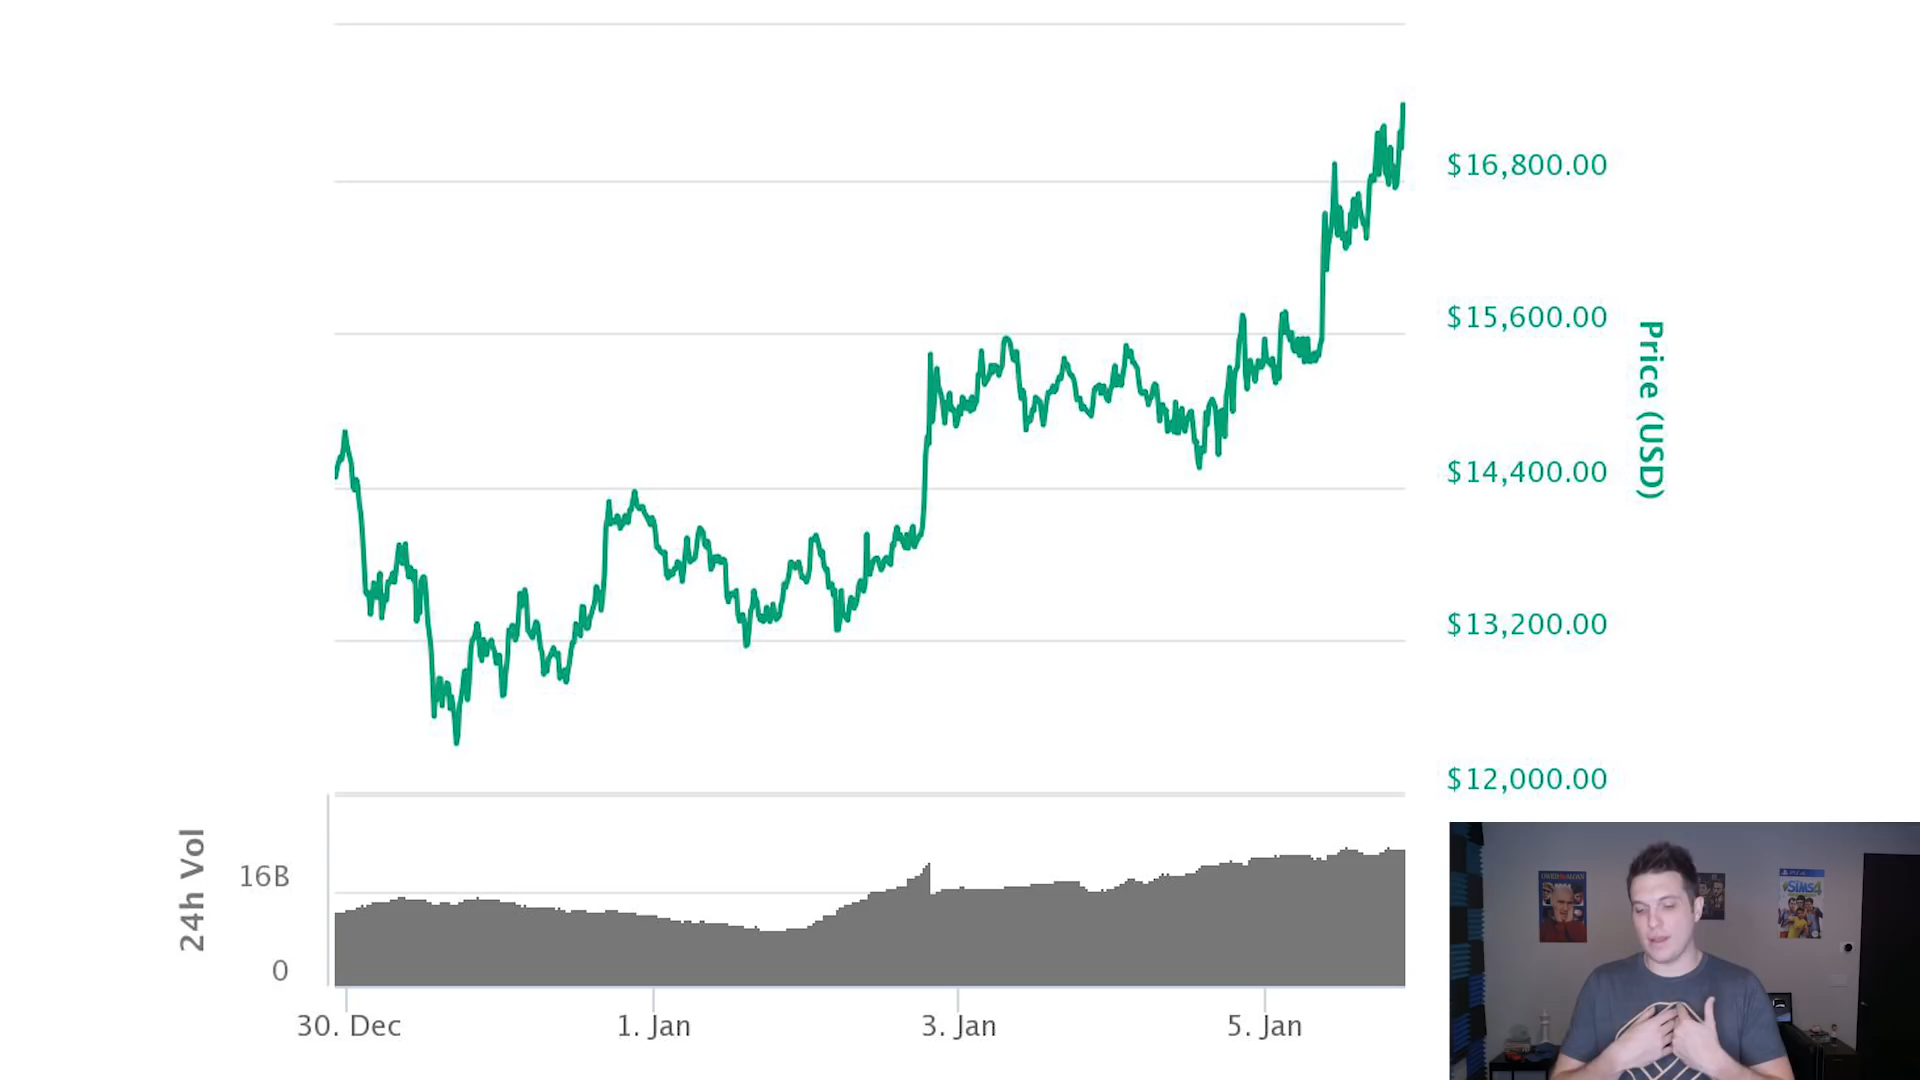 $16,800.00
$15,600.00
$14,400.00
$13,200.00
$12,000.00
Price (USD)
24h Vol
16B
0
30. Dec
1. Jan
3. Jan
5. Jan
SIMS4